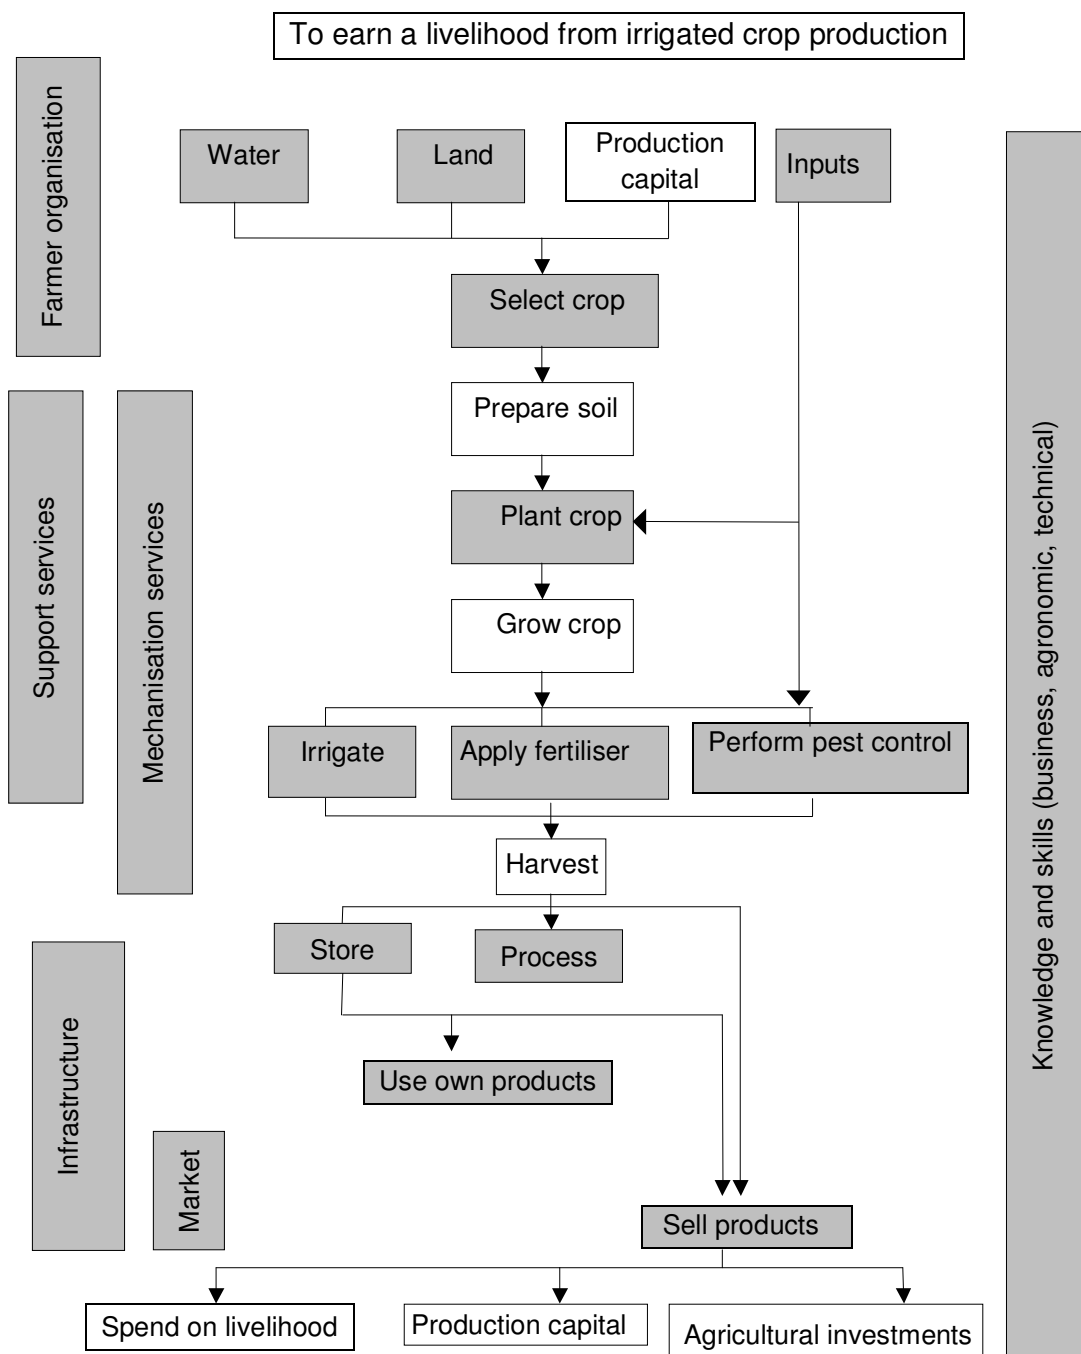 To earn a livelihood from irrigated crop production
Farmer organisation
Water
Land
Production
capital
Inputs
Select crop
Prepare soil
Plant crop
Grow crop
Support services
Mechanisation services
Irrigate
Apply fertiliser
Perform pest control
Harvest
Store
Process
Use own products
Infrastructure
Market
Sell products
Spend on livelihood
Production capital
Agricultural investments
Knowledge and skills (business, agronomic, technical)